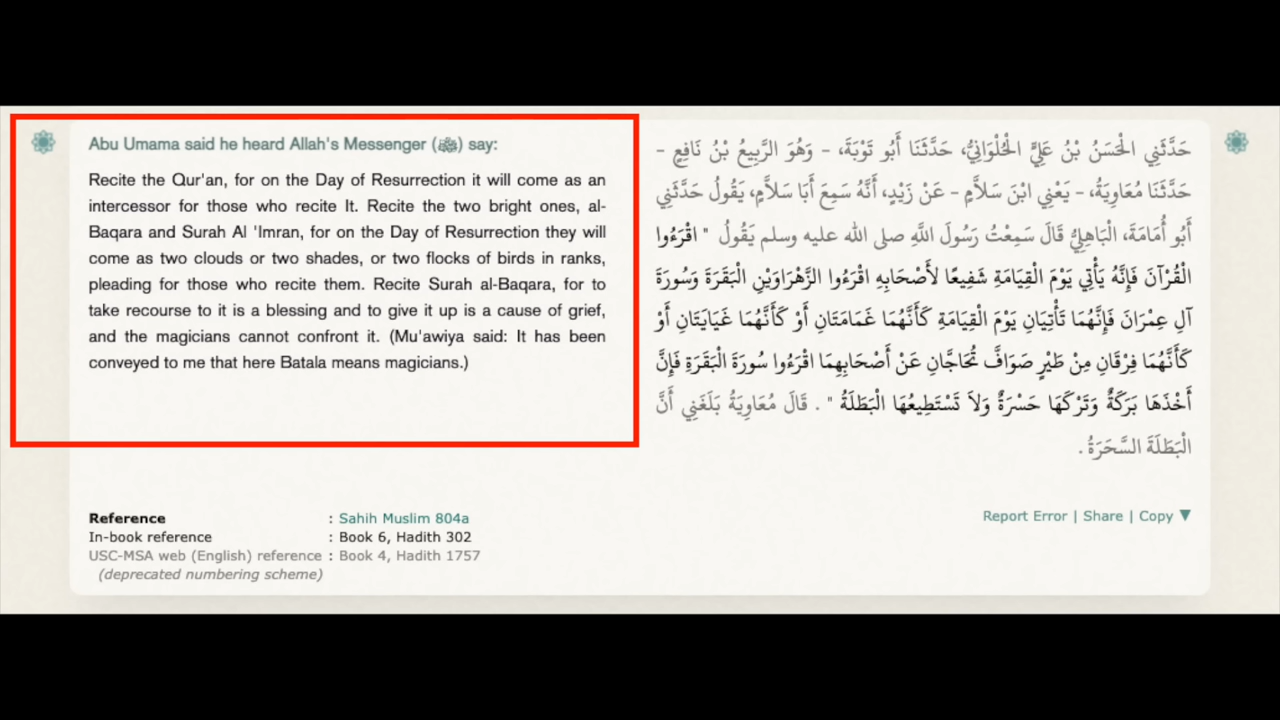 Abu Umama said he heard Allah's Messenger (ﷺ) say:
Recite the Qur'an, for on the Day of Resurrection it will come as an
intercessor for those who recite It. Recite the two bright ones, al-
Baqara and Surah Al 'Imran, for on the Day of Resurrection they will
come as two clouds or two shades, or two flocks of birds in ranks,
pleading for those who recite them. Recite Surah al-Baqara, for to
take recourse to it is a blessing and to give it up is a cause of grief,
and the magicians cannot confront it. (Mu'awiya said: It has been
conveyed to me that here Batala means magicians.)
حَدَّثَنِي الْحَسَنُ بْنُ عَلِيٍّ الْحُلْوَانِيُّ، حَدَّثَنَا أَبُو تَوْبَةَ، - وَهُوَ الرَّبِيعُ بْنُ نَافِعٍ -
حَدَّثَنَا مُعَاوِيَةُ، - يَعْنِي ابْنَ سَلاَّمٍ - عَنْ زَيْدٍ، أَنَّهُ سَمِعَ أَبَا سَلاَّمٍ، يَقُولُ حَدَّثَنِي
أَبُو أُمَامَةَ، الْبَاهِلِيُّ قَالَ سَمِعْتُ رَسُولَ اللَّهِ صلى الله عليه وسلم يَقُولُ " اقْرَءُوا
الْقُرْآنَ فَإِنَّهُ يَأْتِي يَوْمَ الْقِيَامَةِ شَفِيعًا لأَصْحَابِهِ اقْرَءُوا الزَّهْرَاوَيْنِ الْبَقَرَةَ وَسُورَةَ
آلِ عِمْرَانَ فَإِنَّهُمَا تَأْتِيَانِ يَوْمَ الْقِيَامَةِ كَأَنَّهُمَا غَمَامَتَانِ أَوْ كَأَنَّهُمَا غَيَايَتَانِ أَوْ
كَأَنَّهُمَا فِرْقَانِ مِنْ طَيْرٍ صَوَافَّ تُحَاجَّانِ عَنْ أَصْحَابِهِمَا اقْرَءُوا سُورَةَ الْبَقَرَةِ فَإِنَّ
أَخْذَهَا بَرَكَةٌ وَتَرْكَهَا حَسْرَةٌ وَلاَ تَسْتَطِيعُهَا الْبَطَلَةُ " . قَالَ مُعَاوِيَةُ بَلَغَنِي أَنَّ
الْبَطَلَةَ السَّحَرَةُ .
Reference : Sahih Muslim 804a
In-book reference : Book 6, Hadith 302
USC-MSA web (English) reference : Book 4, Hadith 1757
(deprecated numbering scheme)
Report Error | Share | Copy ▼